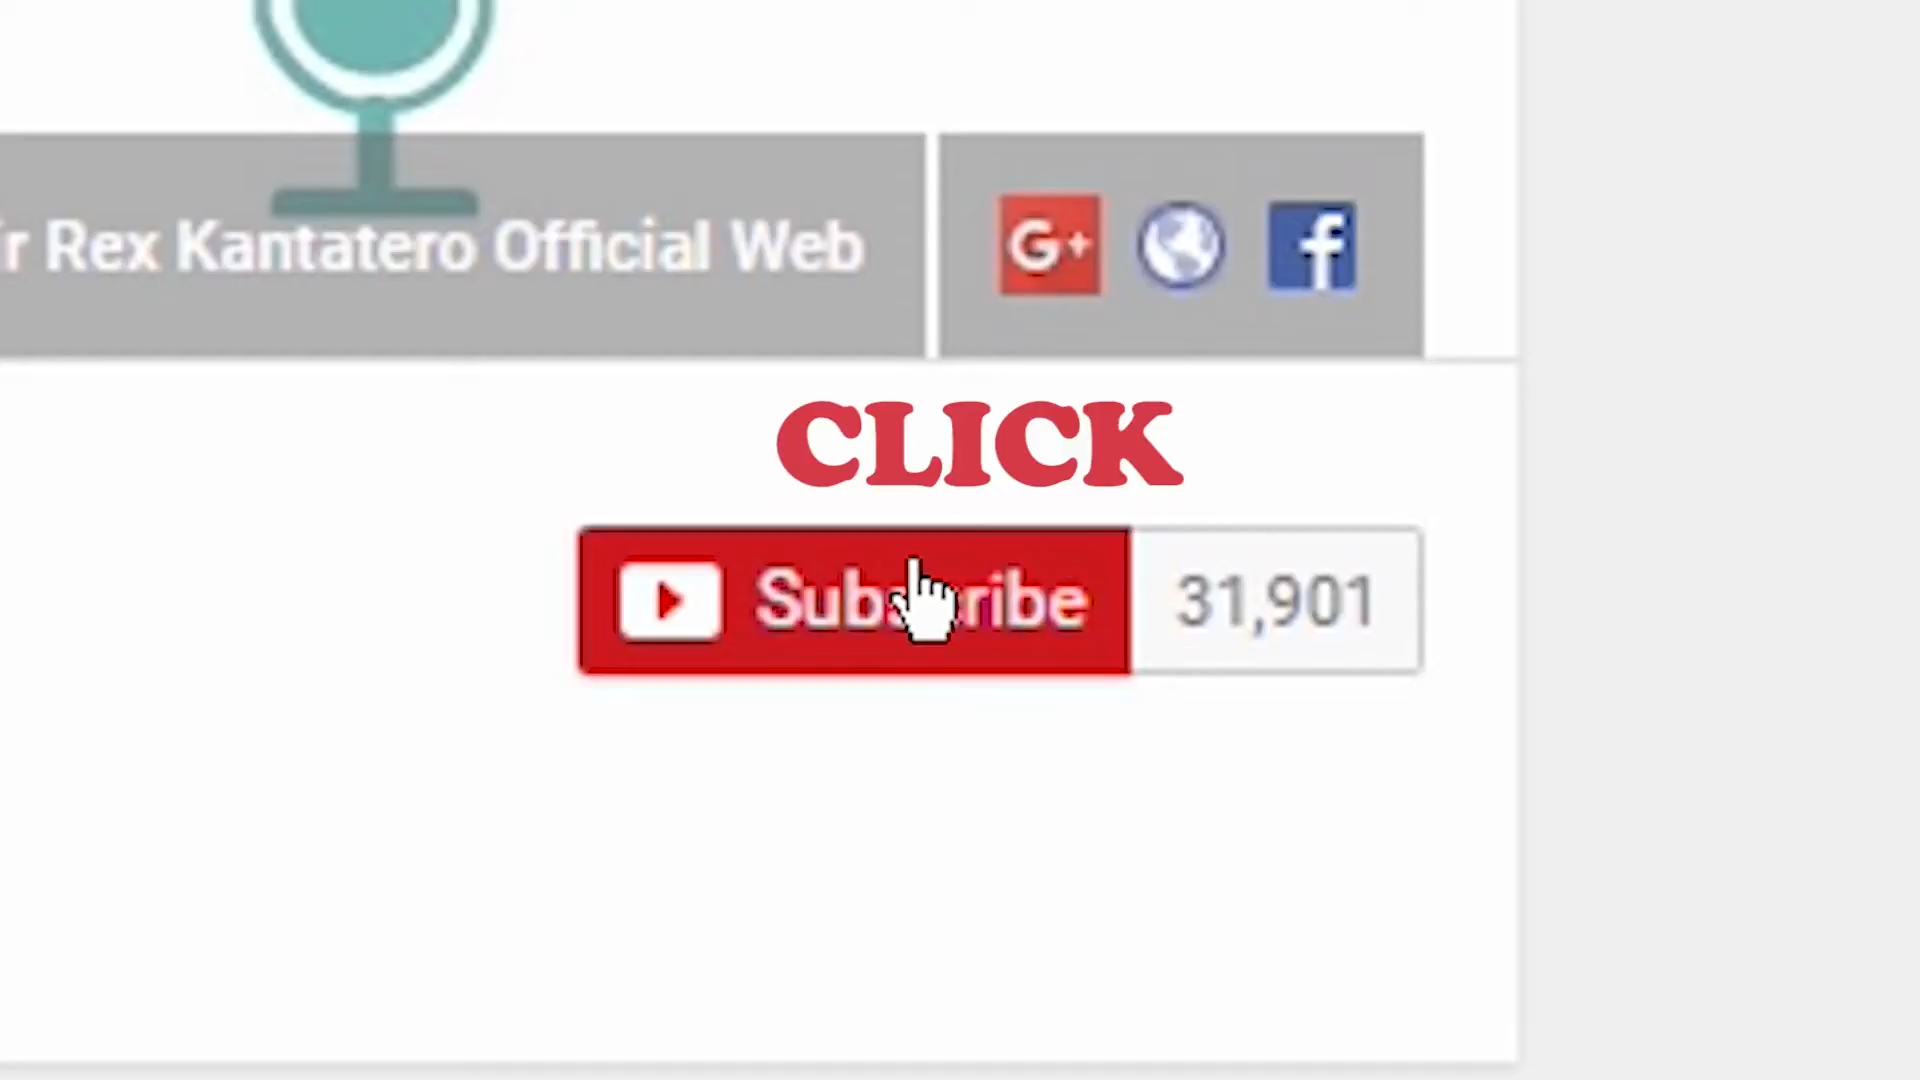 Rex Kantatero Official Web
G+
f
CLICK
Subscribe 31,901